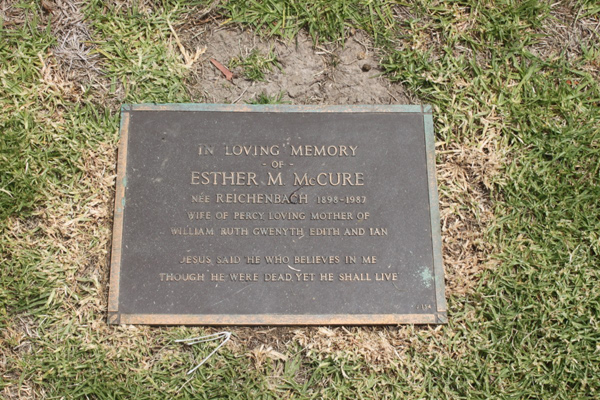 IN LOVING MEMORY
- OF -
ESTHER M. McCURE
NÉE REICHENBACH 1898-1983
WIFE OF PERCY LOVING MOTHER OF
WILLIAM, RUTH, GWENYTH, EDITH AND IAN
JESUS SAID HE WHO BELIEVES IN ME
THOUGH HE WERE DEAD, YET HE SHALL LIVE